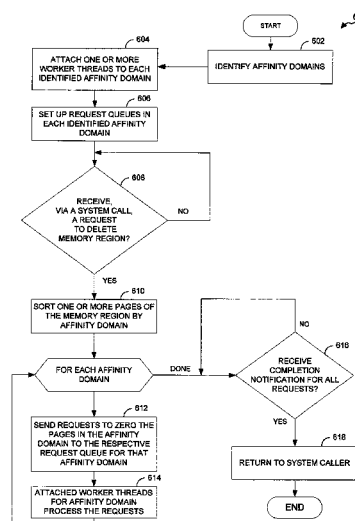 6
START
602
IDENTIFY AFFINITY DOMAINS
604
ATTACH ONE OR MORE
WORKER THREADS TO EACH
IDENTIFIED AFFINITY DOMAIN
606
SET UP REQUEST QUEUES IN
EACH IDENTIFIED AFFINITY
DOMAIN
606
RECEIVE,
VIA A SYSTEM CALL,
A REQUEST
TO DELETE
MEMORY REGION?
NO
YES
610
SORT ONE OR MORE PAGES OF
THE MEMORY REGION BY
AFFINITY DOMAIN
FOR EACH AFFINITY
DOMAIN
DONE
NO
616
RECEIVE
COMPLETION
NOTIFICATION FOR ALL
REQUESTS?
YES
612
SEND REQUESTS TO ZERO THE
PAGES IN THE AFFINITY
DOMAIN TO THE RESPECTIVE
REQUEST QUEUE FOR THAT
AFFINITY DOMAIN
618
RETURN TO SYSTEM CALLER
614
ATTACHED WORKER THREADS
FOR AFFINITY DOMAIN
PROCESS THE REQUESTS
END